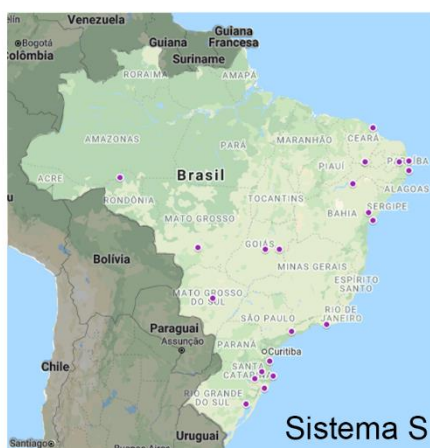 elín
Venezuela
Bogotá
Colômbia
Guiana
Guiana
Francesa
Suriname
RORAIMA
AMAPÁ
AMAZONAS
PARÁ
MARANHÃO
CEARÁ
PIAUÍ
PARAÍBA
ACRE
Brasil
ALAGOAS
RONDÔNIA
TOCANTINS
SERGIPE
BAHIA
MATO GROSSO
GOIÁS
Bolívia
MINAS GERAIS
ESPÍRITO
SANTO
MATO GROSSO
DO SUL
RIO DE
JANEIRO
SÃO PAULO
Paraguai
Assunção
PARANÁ
Curitiba
Chile
SANTA
CATARINA
RIO GRANDE
DO SUL
Uruguai
Sistema S
Santiago